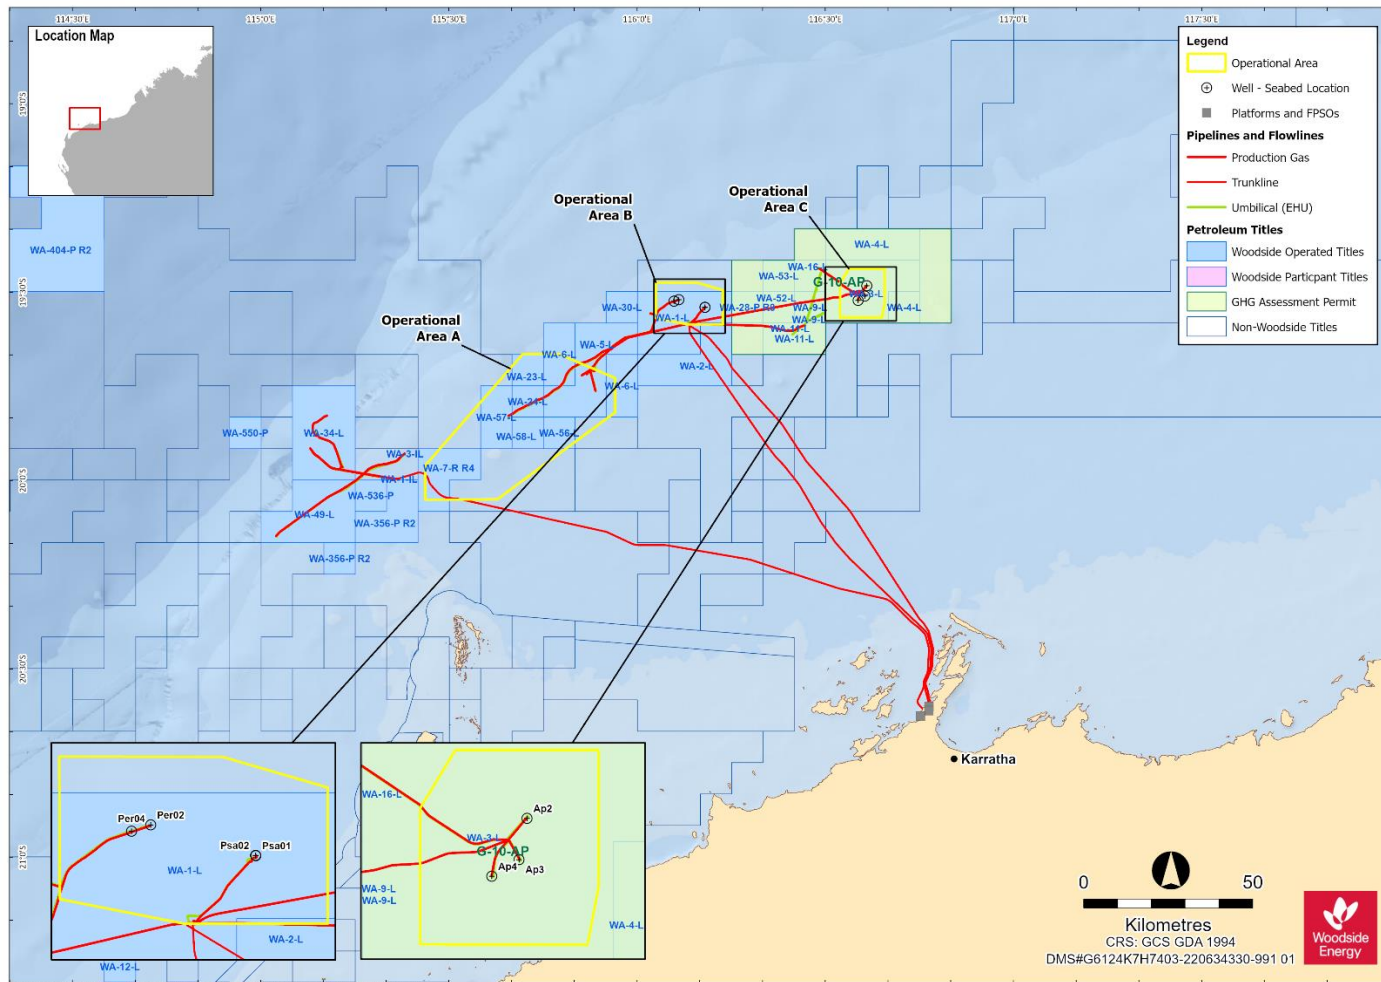 114°30'E
115°0'E
115°30'E
116°0'E
116°30'E
117°0'E
117°30'E
Location Map
19°0'S
19°30'S
20°0'S
20°30'S
21°0'S
Legend
Operational Area
Well - Seabed Location
Platforms and FPSOs
Pipelines and Flowlines
Production Gas
Trunkline
Umbilical (EHU)
Petroleum Titles
Woodside Operated Titles
Woodside Particpant Titles
GHG Assessment Permit
Non-Woodside Titles
Operational
Area B
Operational
Area C
Operational
Area A
WA-404-P R2
WA-4-L
WA-16-L
WA-53-L
G-10-AP
WA-3-L
WA-52-L
WA-30-L
WA-28-P R9
WA-9-L
WA-4-L
WA-1-L
WA-9-L
WA-11-L
WA-11-L
WA-5-L
WA-6-L
WA-2-L
WA-23-L
WA-6-L
WA-24-L
WA-57-L
WA-58-L
WA-56-L
WA-550-P
WA-34-L
WA-3-IL
WA-7-R R4
WA-1-IL
WA-536-P
WA-49-L
WA-356-P R2
WA-356-P R2
Karratha
Per04
Per02
Psa02
Psa01
WA-1-L
WA-2-L
WA-12-L
WA-16-L
Ap2
WA-3-L
G-10-AP
Ap4
Ap3
WA-9-L
WA-9-L
WA-4-L
0
50
Kilometres
CRS: GCS GDA 1994
DMS#G6124K7H7403-220634330-991 01
Woodside
Energy